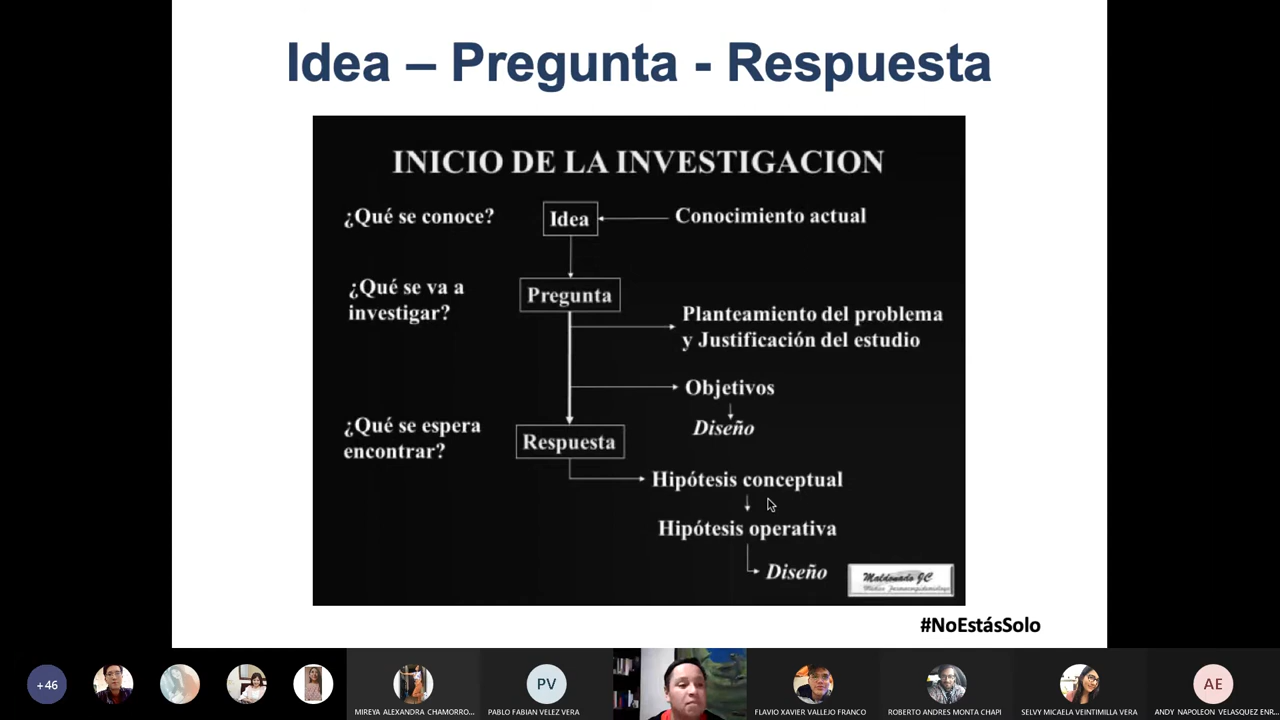 Idea – Pregunta - Respuesta
INICIO DE LA INVESTIGACION
¿Qué se conoce?
Idea
Conocimiento actual
¿Qué se va a
investigar?
Pregunta
Planteamiento del problema
y Justificación del estudio
Objetivos
Diseño
¿Qué se espera
encontrar?
Respuesta
Hipótesis conceptual
Hipótesis operativa
Diseño
Maldonado JC
#NoEstásSolo
+46
PV
AE
MIREYA ALEXANDRA CHAMORRO...
PABLO FABIAN VELEZ VERA
FLAVIO XAVIER VALLEJO FRANCO
ROBERTO ANDRES MONTA CHAPI
SELVY MICAELA VEINTIMILLA VERA
ANDY NAPOLEON VELASQUEZ ENR...